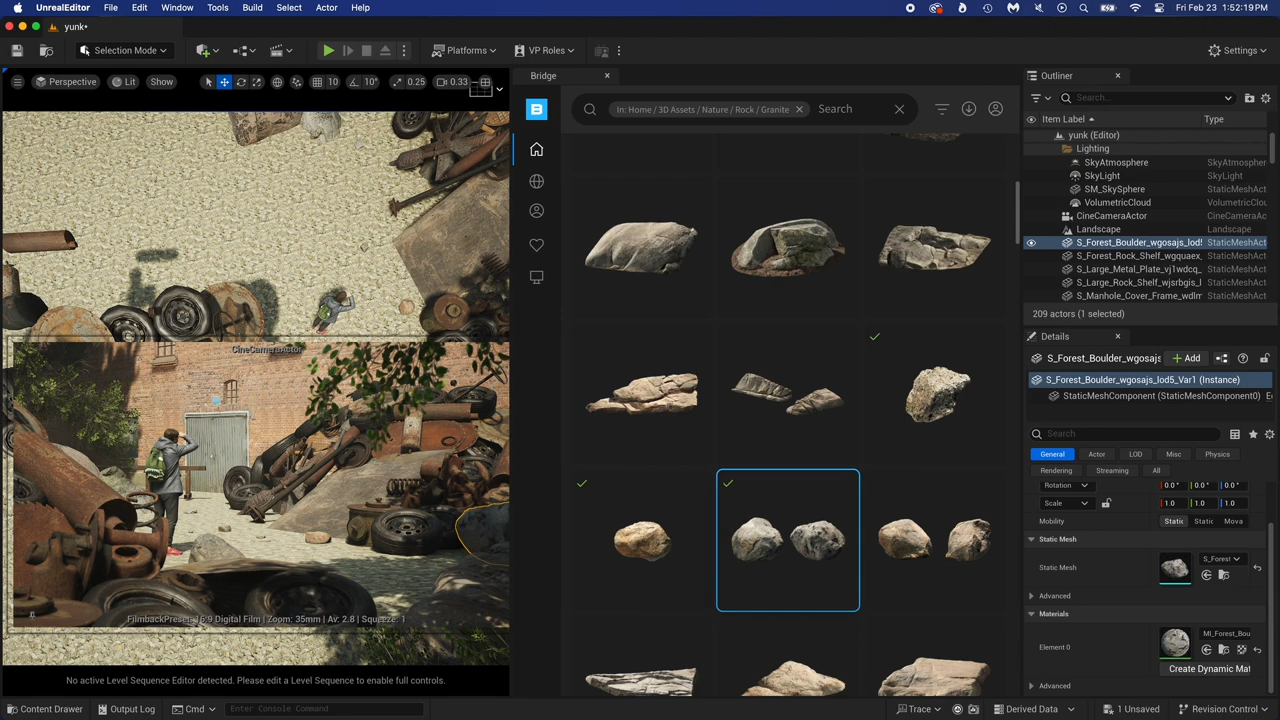 UnrealEditor File Edit Window Tools Build Select Actor Help
Fri Feb 23 1:52:19 PM
yunk*
Selection Mode
Platforms
VP Roles
Settings
Perspective
Lit
Show
10
10°
0.25
0.33
CineCameraActor
FilmbackPreset: 16:9 Digital Film | Zoom: 35mm | Av: 2.8 | Squeeze: 1
No active Level Sequence Editor detected. Please edit a Level Sequence to enable full controls.
Bridge
In: Home / 3D Assets / Nature / Rock / Granite
Search
Outliner
Search...
Item Label
Type
yunk (Editor)
Lighting
SkyAtmosphere SkyAtmospher
SkyLight SkyLight
SM_SkySphere StaticMeshAct
VolumetricCloud VolumetricClou
CineCameraActor CineCameraAc
Landscape Landscape
S_Forest_Boulder_wgosajs_lod5 StaticMeshAct
S_Forest_Rock_Shelf_wgquaex_ StaticMeshAct
S_Large_Metal_Plate_vj1wdcq_ StaticMeshAct
S_Large_Rock_Shelf_wjsrbgis_l StaticMeshAct
S_Manhole_Cover_Frame_wdlm StaticMeshAct
209 actors (1 selected)
Details
S_Forest_Boulder_wgosajs
Add
S_Forest_Boulder_wgosajs_lod5_Var1 (Instance)
StaticMeshComponent (StaticMeshComponent0)
Search
General
Actor
LOD
Misc
Physics
Rendering
Streaming
All
Rotation 0.0° 0.0° 0.0°
Scale 1.0 1.0 1.0
Mobility Static Static Mova
Static Mesh
Static Mesh
S_Forest
Advanced
Materials
Element 0
MI_Forest_Bou
Create Dynamic Mat
Advanced
Content Drawer
Output Log
Cmd
Enter Console Command
Trace
Derived Data
1 Unsaved
Revision Control